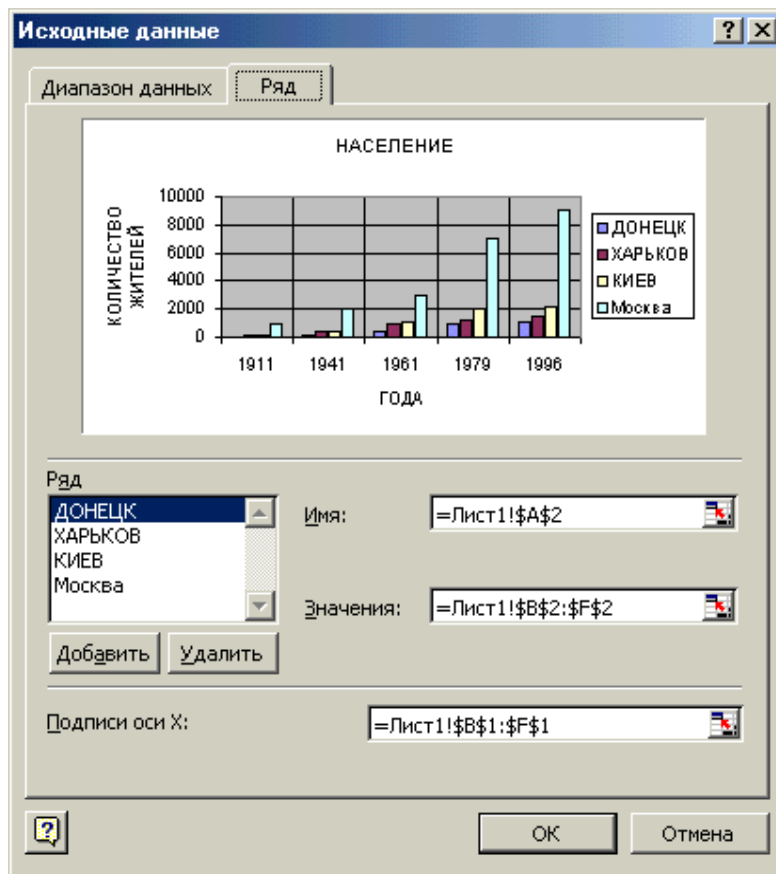 Исходные данные
Диапазон данных Ряд
НАСЕЛЕНИЕ
КОЛИЧЕСТВО
ЖИТЕЛЕЙ
10000
8000
6000
4000
2000
0
1911 1941 1961 1979 1996
ГОДА
ДОНЕЦК
ХАРЬКОВ
КИЕВ
Москва
Ряд
ДОНЕЦК
ХАРЬКОВ
КИЕВ
Москва
Имя: =Лист1!$A$2
Значения: =Лист1!$B$2:$F$2
Добавить Удалить
Подписи оси X: =Лист1!$B$1:$F$1
ОК Отмена